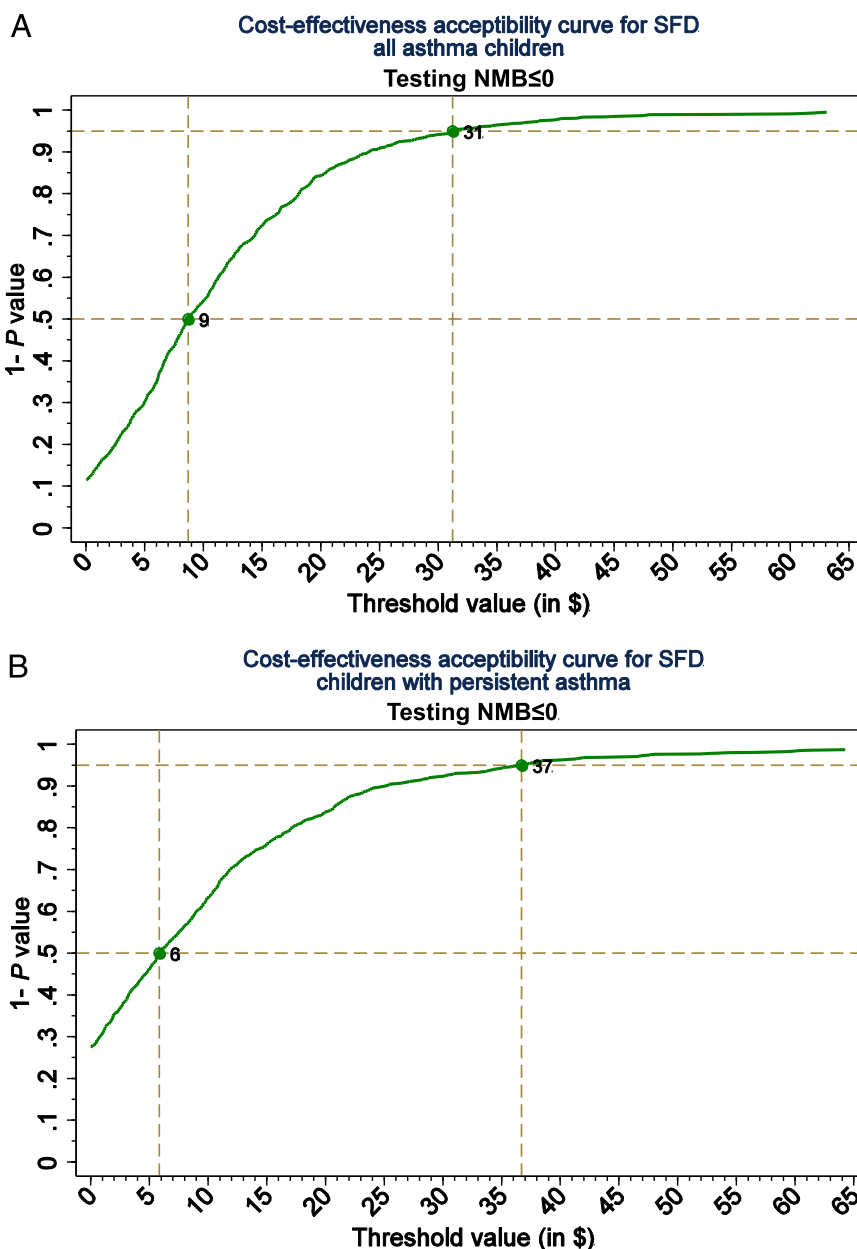 A
Cost-effectiveness acceptibility curve for SFD
all asthma children
Testing NMB≤0
1- P value
1
.9
.8
.7
.6
.5
.4
.3
.2
.1
0
31
9
0 5 10 15 20 25 30 35 40 45 50 55 60 65
Threshold value (in $)
B
Cost-effectiveness acceptibility curve for SFD
children with persistent asthma
Testing NMB≤0
1- P value
1
.9
.8
.7
.6
.5
.4
.3
.2
.1
0
37
6
0 5 10 15 20 25 30 35 40 45 50 55 60 65
Threshold value (in $)